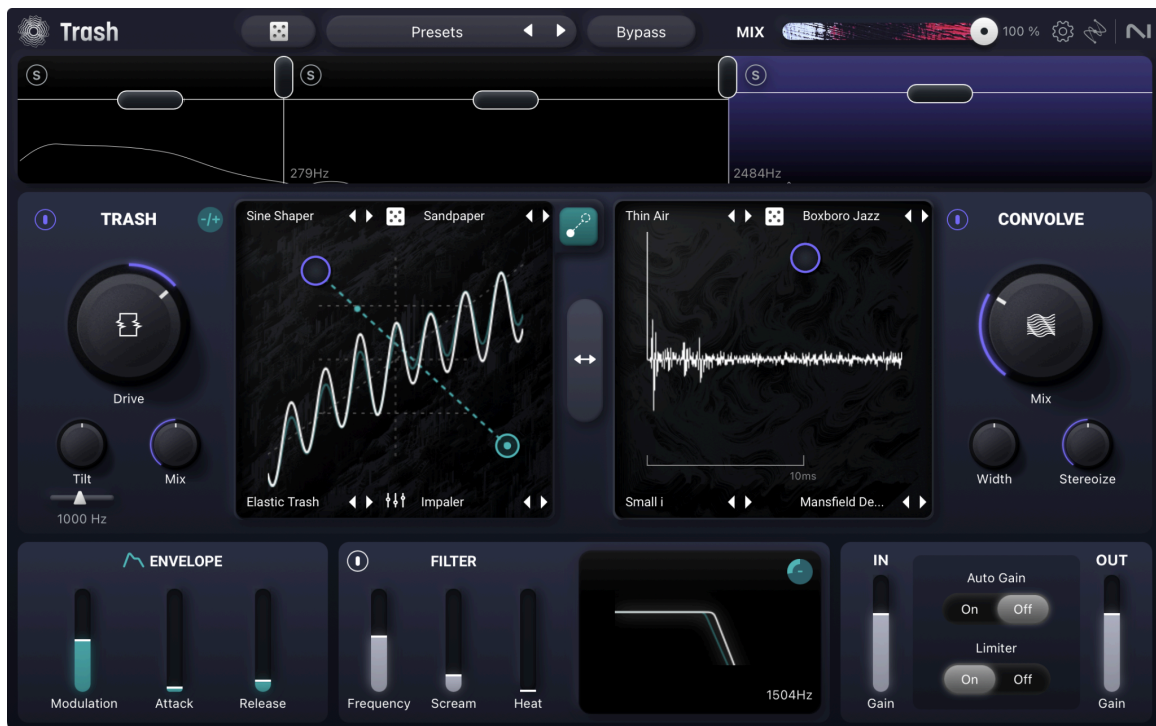 Trash
Presets
Bypass
MIX
100 %
S
S
S
279Hz
2484Hz
TRASH
-/+
Drive
Tilt
Mix
1000 Hz
Sine Shaper
Sandpaper
Elastic Trash
Impaler
Thin Air
Boxboro Jazz
10ms
Small i
Mansfield De...
CONVOLVE
Mix
Width
Stereoize
ENVELOPE
Modulation
Attack
Release
FILTER
Frequency
Scream
Heat
1504Hz
IN
Gain
Auto Gain
On Off
Limiter
On Off
OUT
Gain